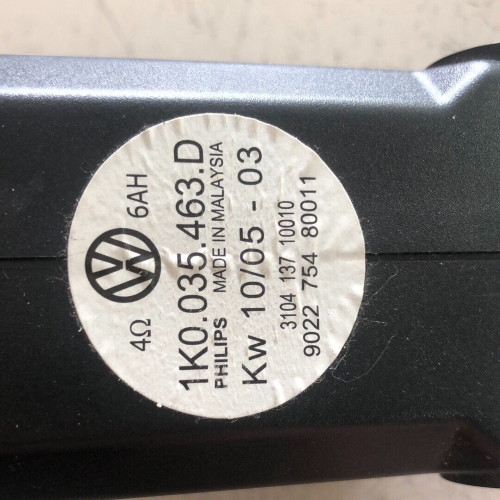 4Ω VW 6AH
1K0.035.463.D
PHILIPS MADE IN MALAYSIA
Kw 10/05 - 03
3104 137 10010
9022 754 80011